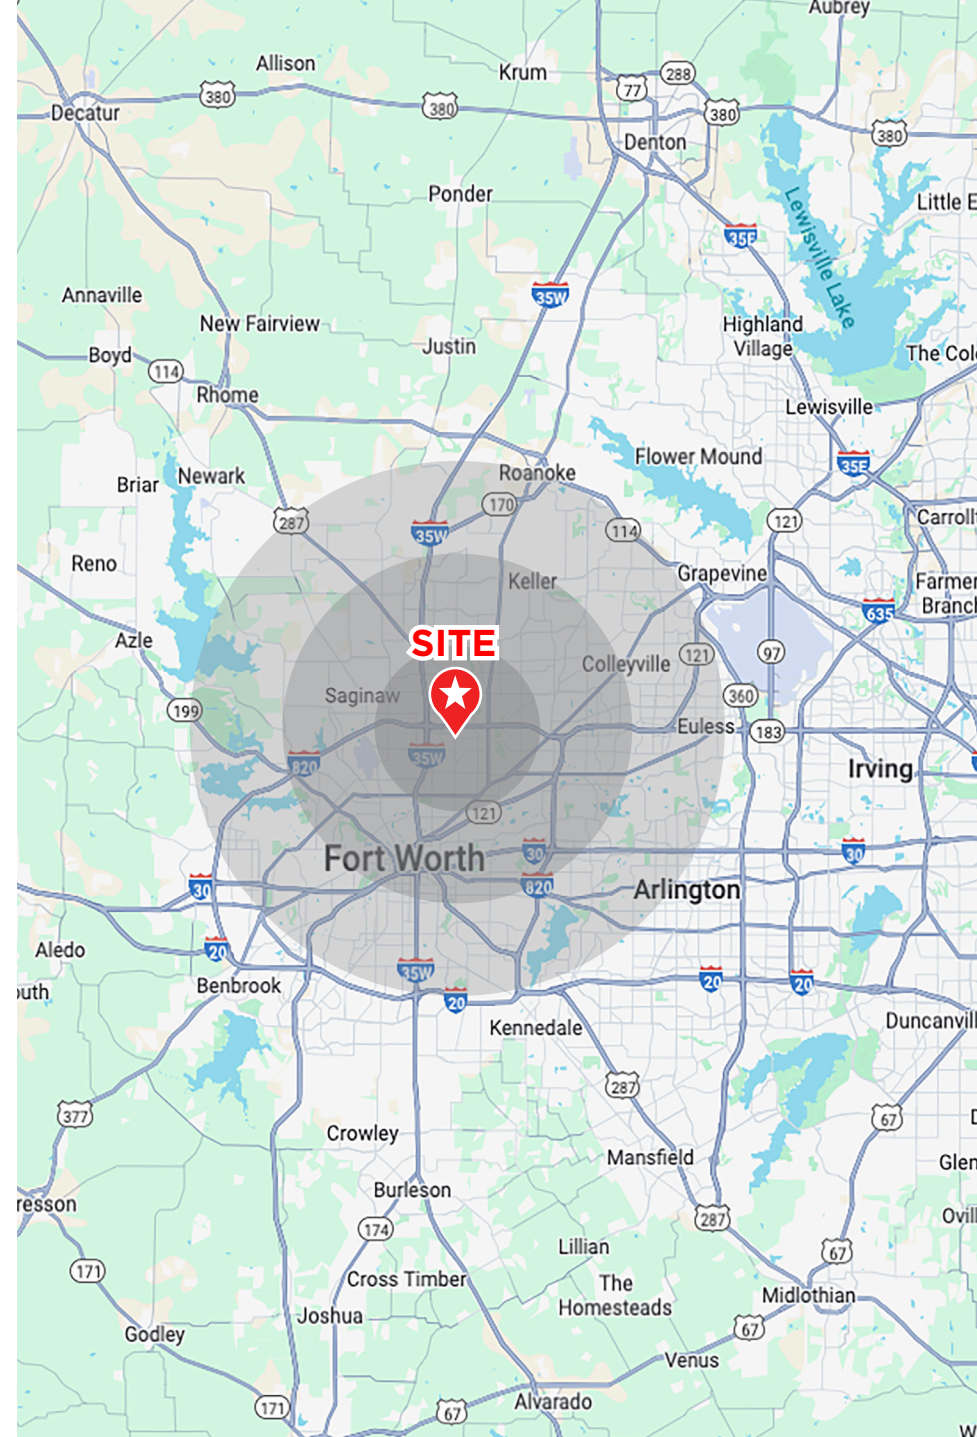 Aubrey
Allison
Krum
288
77
380
380
380
380
Decatur
Denton
Ponder
Little E
35E
Lewisville Lake
Annaville
35W
New Fairview
Highland
Village
Justin
Boyd
114
The Col
Rhome
Lewisville
Flower Mound
35E
Roanoke
Newark
Briar
170
287
121
Carroll
35W
114
Reno
Keller
Grapevine
Farmer
Branch
635
SITE
Azle
97
121
Colleyville
Saginaw
360
199
Euless
183
35W
820
Irving
121
30
30
Fort Worth
820
30
Arlington
Aledo
20
35W
20
20
20
Benbrook
outh
Kennedale
Duncanvill
287
377
67
Crowley
Mansfield
Glen
Burleson
resson
287
Ovil
174
Lillian
67
171
Cross Timber
The
Homesteads
Midlothian
Joshua
67
Godley
Venus
Alvarado
171
67
W